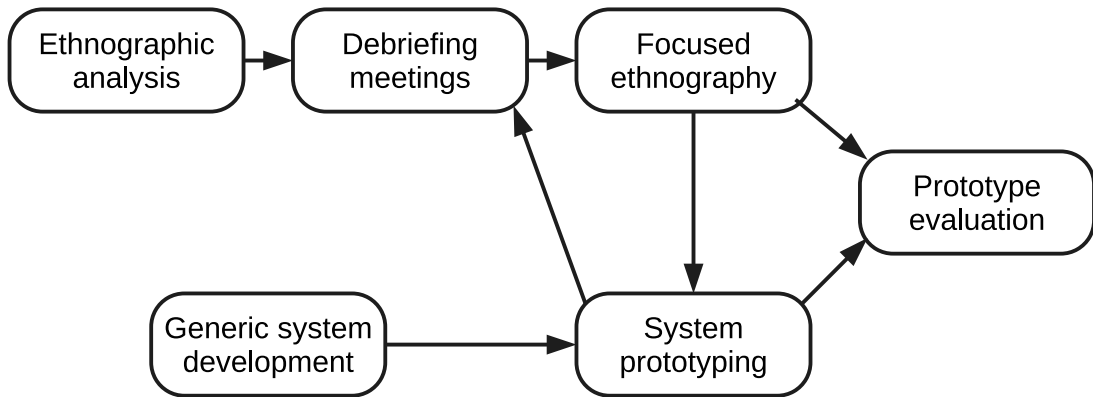 Ethnographic
analysis
Debriefing
meetings
Focused
ethnography
Prototype
evaluation
Generic system
development
System
prototyping